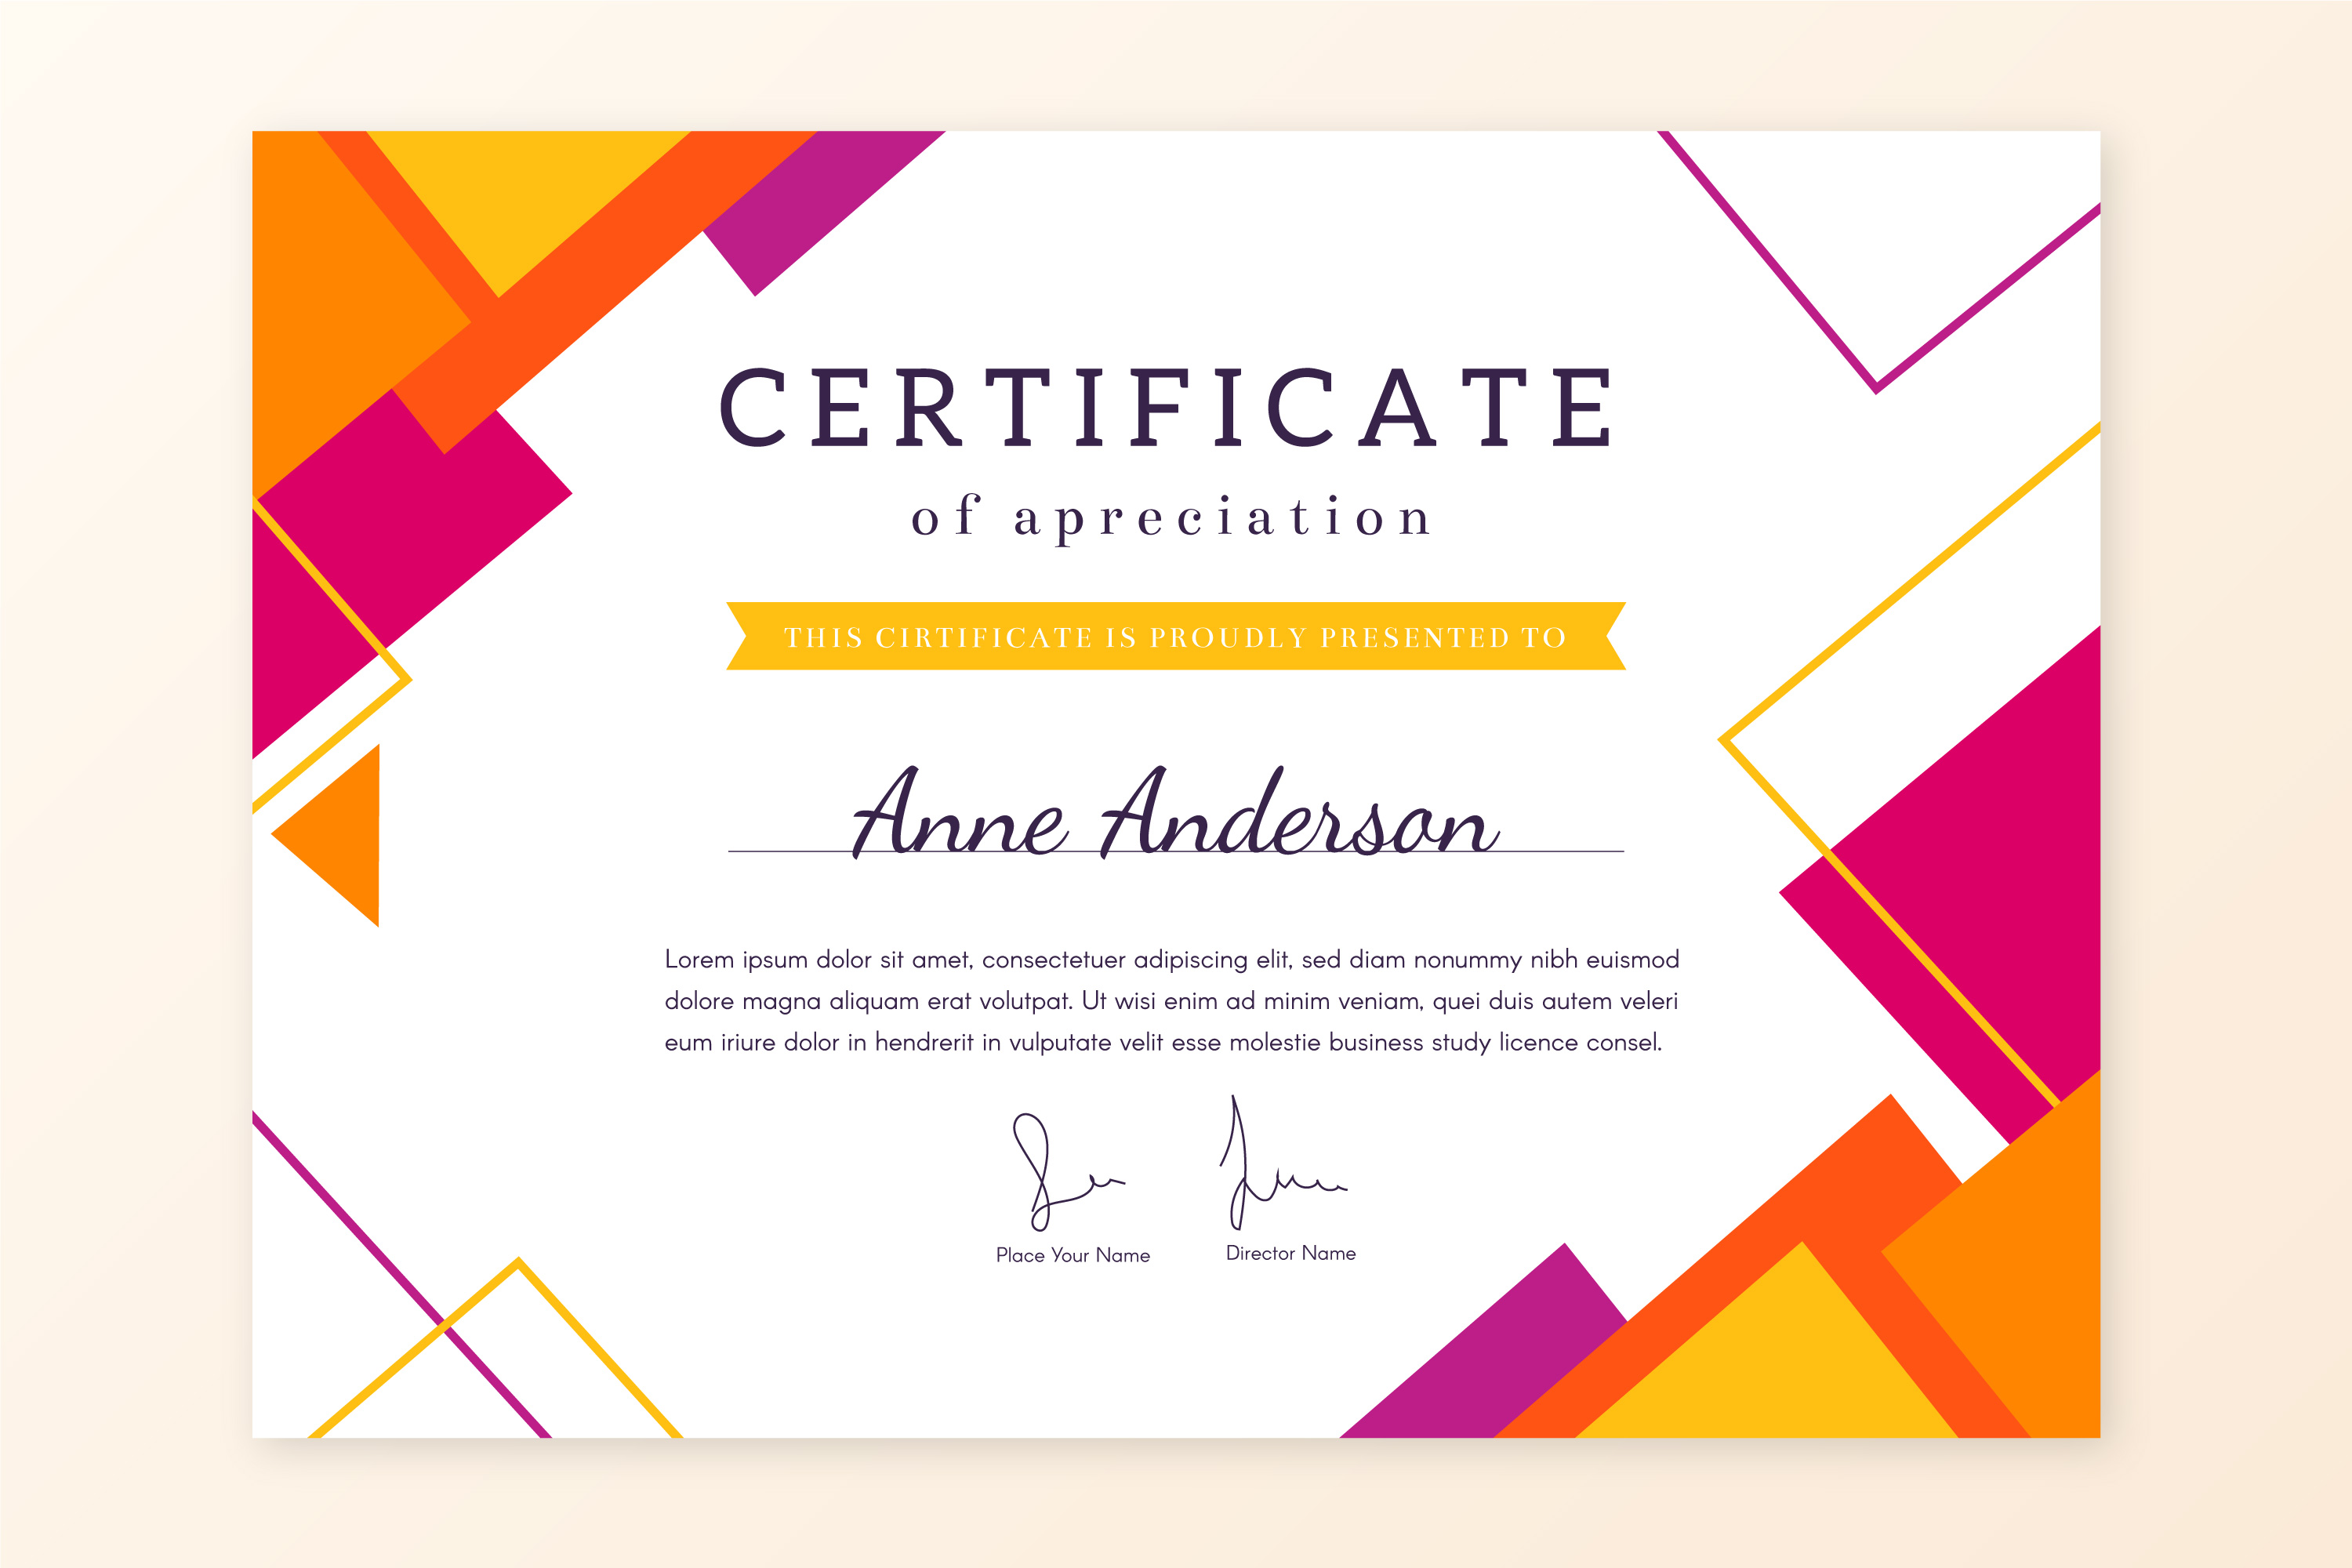 CERTIFICATE
of apreciation
THIS CIRTIFICATE IS PROUDLY PRESENTED TO
Anne Anderson
Lorem ipsum dolor sit amet, consectetuer adipiscing elit, sed diam nonummy nibh euismod
dolore magna aliquam erat volutpat. Ut wisi enim ad minim veniam, quei duis autem veleri
eum iriure dolor in hendrerit in vulputate velit esse molestie business study licence consel.
Place Your Name
Director Name